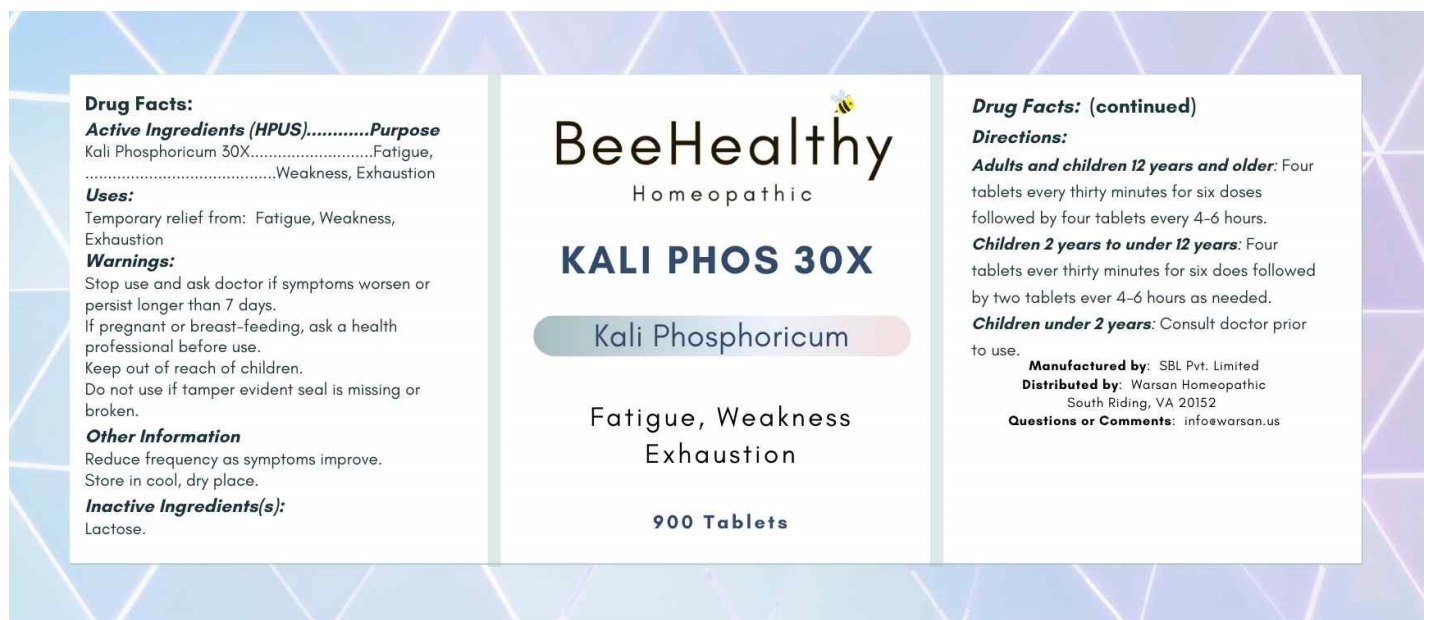 Drug Facts:
Active Ingredients (HPUS)............Purpose
Kali Phosphoricum 30X...........................Fatigue,
..........................................Weakness, Exhaustion
Uses:
Temporary relief from: Fatigue, Weakness,
Exhaustion
Warnings:
Stop use and ask doctor if symptoms worsen or
persist longer than 7 days.
If pregnant or breast-feeding, ask a health
professional before use.
Keep out of reach of children.
Do not use if tamper evident seal is missing or
broken.
Other Information
Reduce frequency as symptoms improve.
Store in cool, dry place.
Inactive Ingredients(s):
Lactose.
BeeHealthy
Homeopathic
KALI PHOS 30X
Kali Phosphoricum
Fatigue, Weakness
Exhaustion
900 Tablets
Drug Facts: (continued)
Directions:
Adults and children 12 years and older: Four
tablets every thirty minutes for six doses
followed by four tablets every 4-6 hours.
Children 2 years to under 12 years: Four
tablets ever thirty minutes for six does followed
by two tablets ever 4-6 hours as needed.
Children under 2 years: Consult doctor prior
to use.
Manufactured by: SBL Pvt. Limited
Distributed by: Warsan Homeopathic
South Riding, VA 20152
Questions or Comments: info@warsan.us